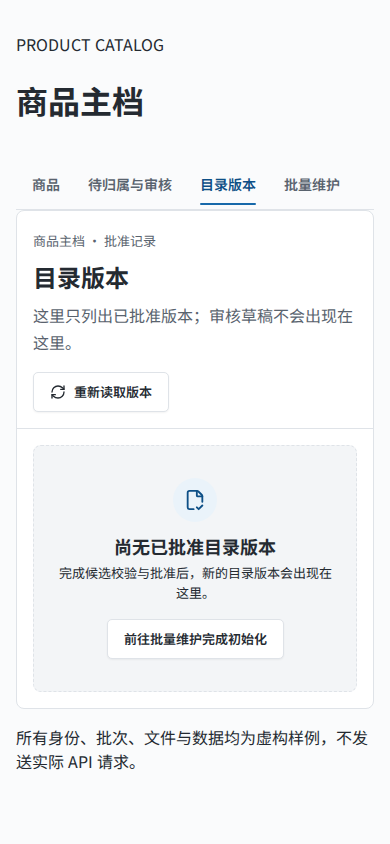 PRODUCT CATALOG
商品主档
商品 待归属与审核 目录版本 批量维护
商品主档 · 批准记录
目录版本
这里只列出已批准版本；审核草稿不会出现在
这里。
重新读取版本
尚无已批准目录版本
完成候选校验与批准后，新的目录版本会出现在
这里。
前往批量维护完成初始化
所有身份、批次、文件与数据均为虚构样例，不发
送实际 API 请求。